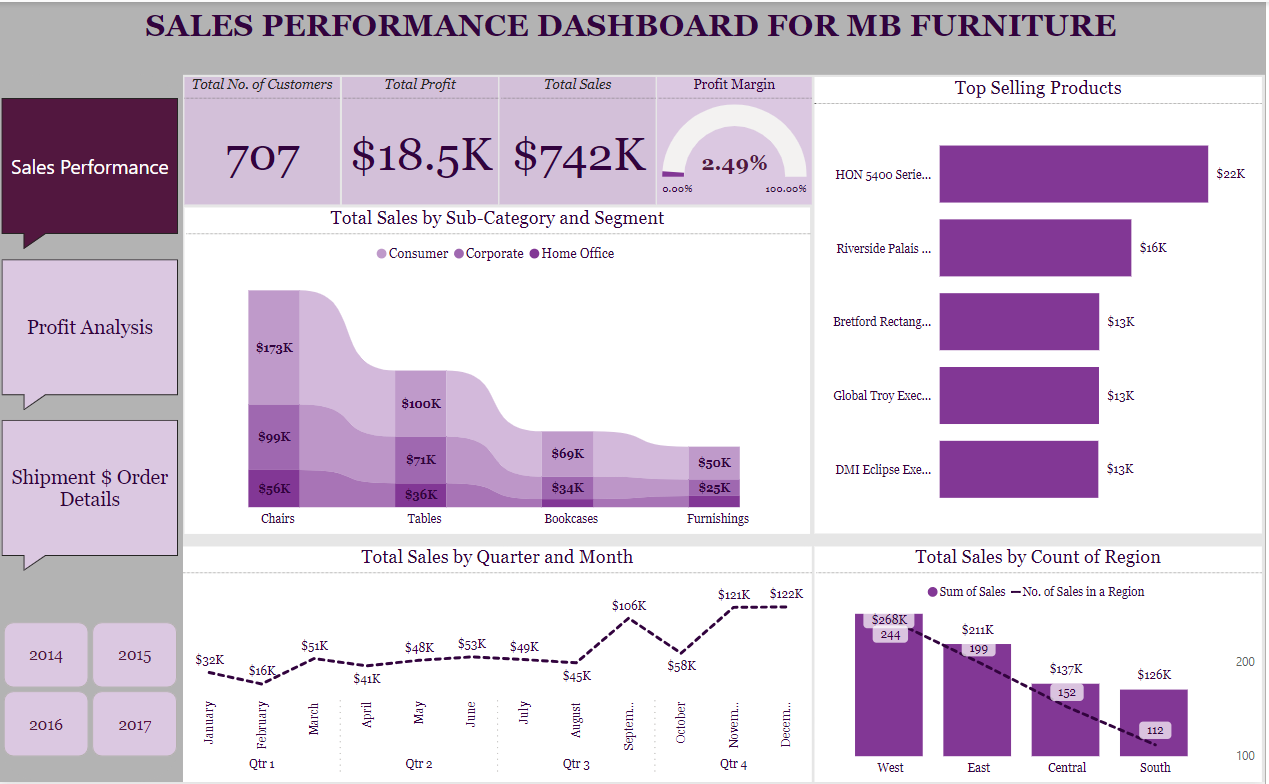 SALES PERFORMANCE DASHBOARD FOR MB FURNITURE
Sales Performance
Profit Analysis
Shipment $ Order
Details
2014
2015
2016
2017
Total No. of Customers
707
Total Profit
$18.5K
Total Sales
$742K
Profit Margin
2.49%
0.00%
100.00%
Total Sales by Sub-Category and Segment
Consumer
Corporate
Home Office
$173K
$99K
$56K
$100K
$71K
$36K
$69K
$34K
$50K
$25K
Chairs
Tables
Bookcases
Furnishings
Top Selling Products
HON 5400 Serie...
$22K
Riverside Palais ...
$16K
Bretford Rectang...
$13K
Global Troy Exec...
$13K
DMI Eclipse Exe...
$13K
Total Sales by Quarter and Month
$32K
$16K
$51K
$41K
$48K
$53K
$49K
$45K
$106K
$58K
$121K
$122K
January
February
March
April
May
June
July
August
Septem...
October
Novem...
Decem...
Qtr 1
Qtr 2
Qtr 3
Qtr 4
Total Sales by Count of Region
Sum of Sales
No. of Sales in a Region
$268K
244
$211K
199
$137K
152
$126K
112
200
100
West
East
Central
South